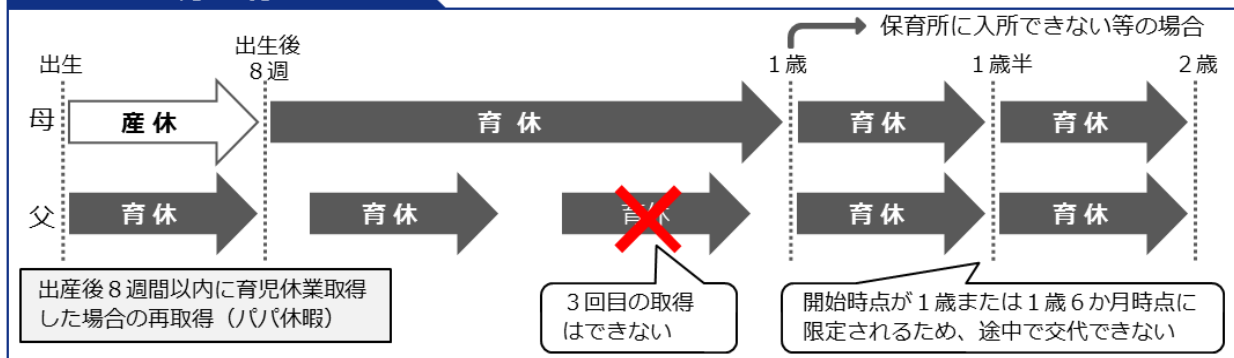 保育所に入所できない等の場合
出生
出生後
８週
１歳
１歳半
２歳
母
産 休
育 休
育 休
育 休
父
育 休
育 休
育休
育 休
育 休
出産後８週間以内に育児休業取得
した場合の再取得（パパ休暇）
３回目の取得
はできない
開始時点が１歳または１歳６か月時点に
限定されるため、途中で交代できない